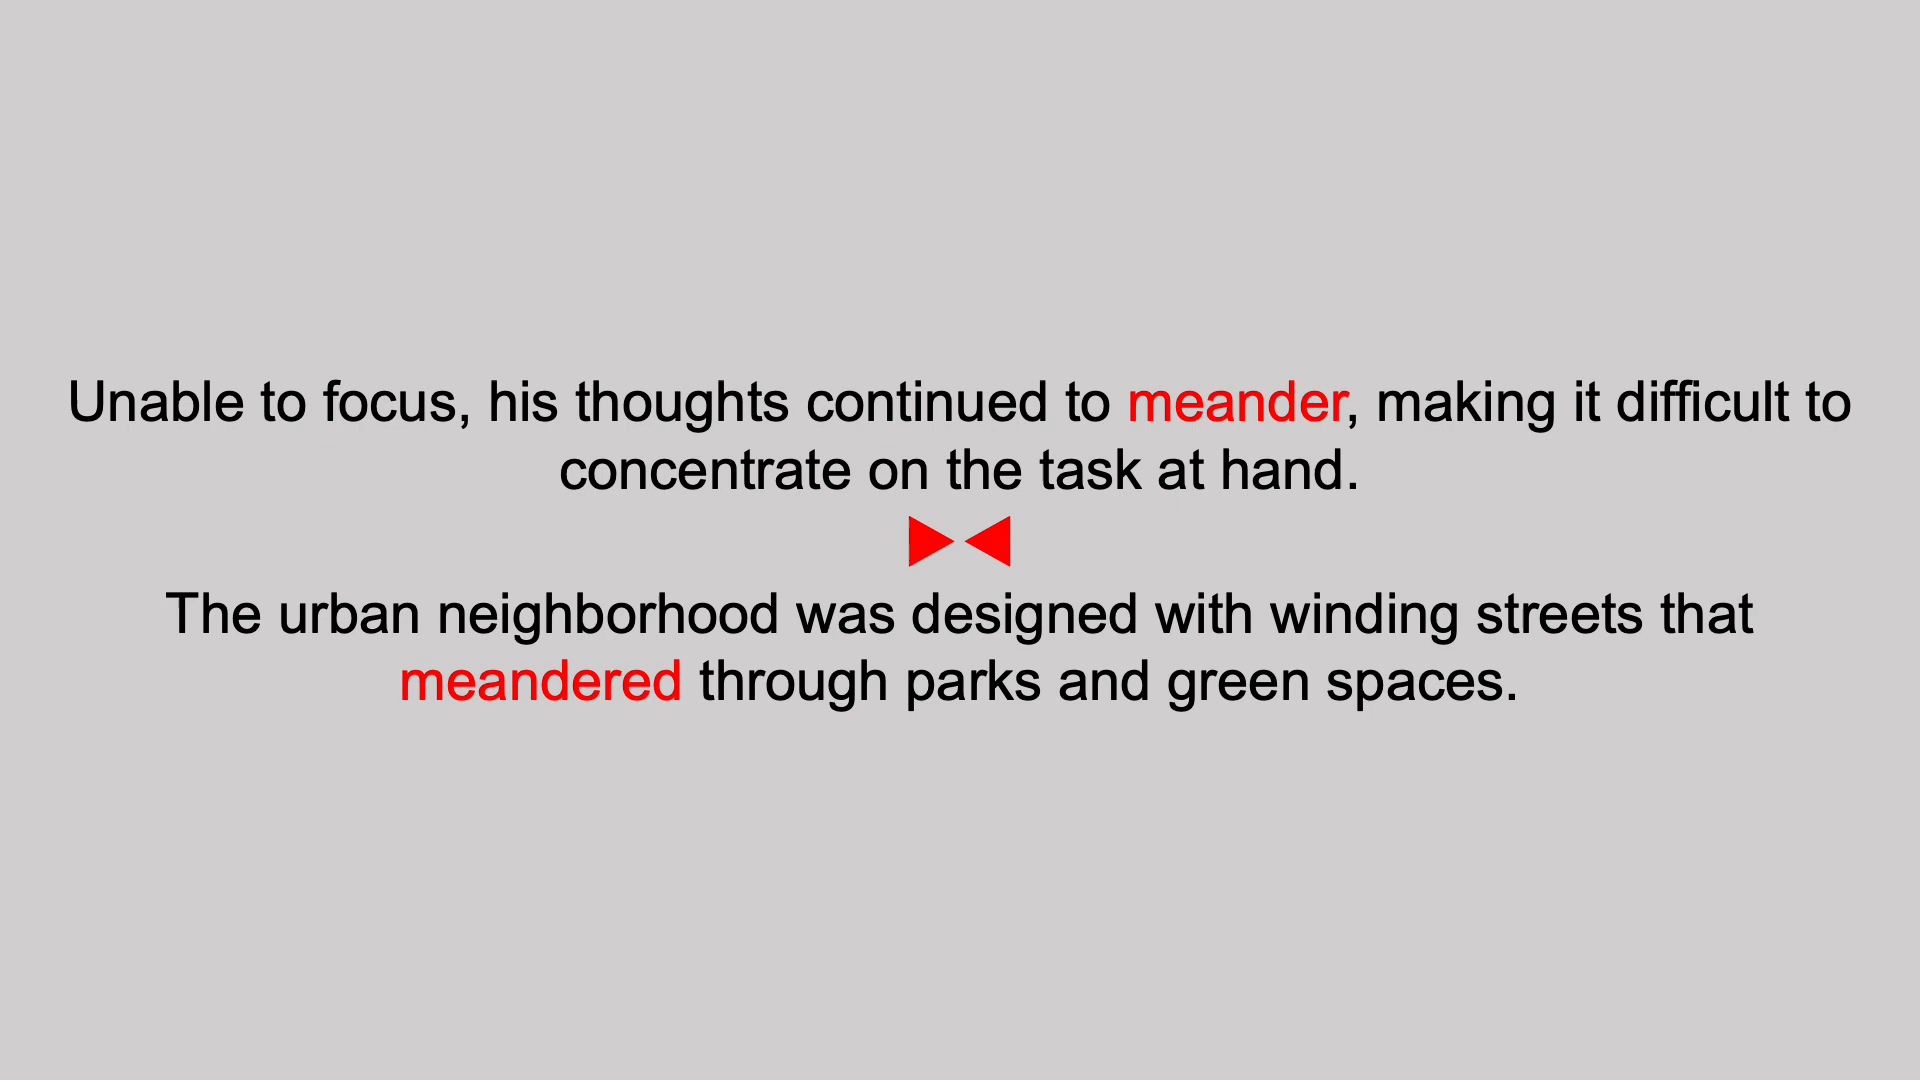 Unable to focus, his thoughts continued to meander, making it difficult to
concentrate on the task at hand.
The urban neighborhood was designed with winding streets that
meandered through parks and green spaces.